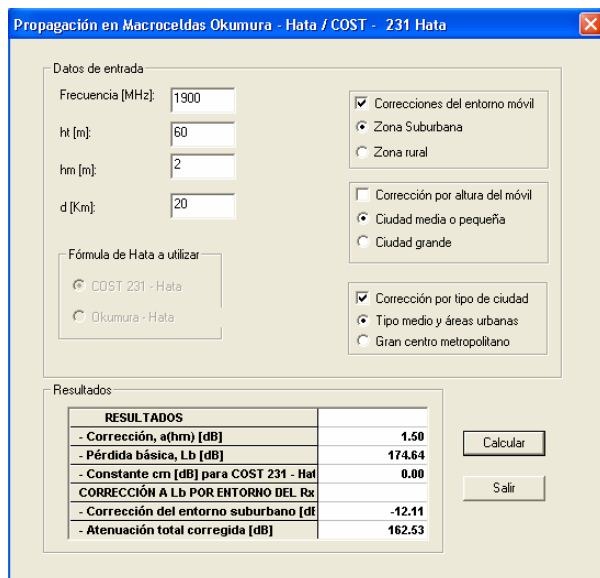 Propagación en Macroceldas Okumura - Hata / COST - 231 Hata
Datos de entrada
Frecuencia [MHz]: 1900
ht [m]: 60
hm [m]: 2
d [Km]: 20
Fórmula de Hata a utilizar
COST 231 - Hata
Okumura - Hata
Correcciones del entorno móvil
Zona Suburbana
Zona rural
Corrección por altura del móvil
Ciudad media o pequeña
Ciudad grande
Corrección por tipo de ciudad
Tipo medio y áreas urbanas
Gran centro metropolitano
Resultados
RESULTADOS
- Corrección, a(hm) [dB] 1.50
- Pérdida básica, Lb [dB] 174.64
- Constante cm [dB] para COST 231 - Hat 0.00
CORRECCIÓN A Lb POR ENTORNO DEL Rx
- Corrección del entorno suburbano [dB -12.11
- Atenuación total corregida [dB] 162.53
Calcular
Salir